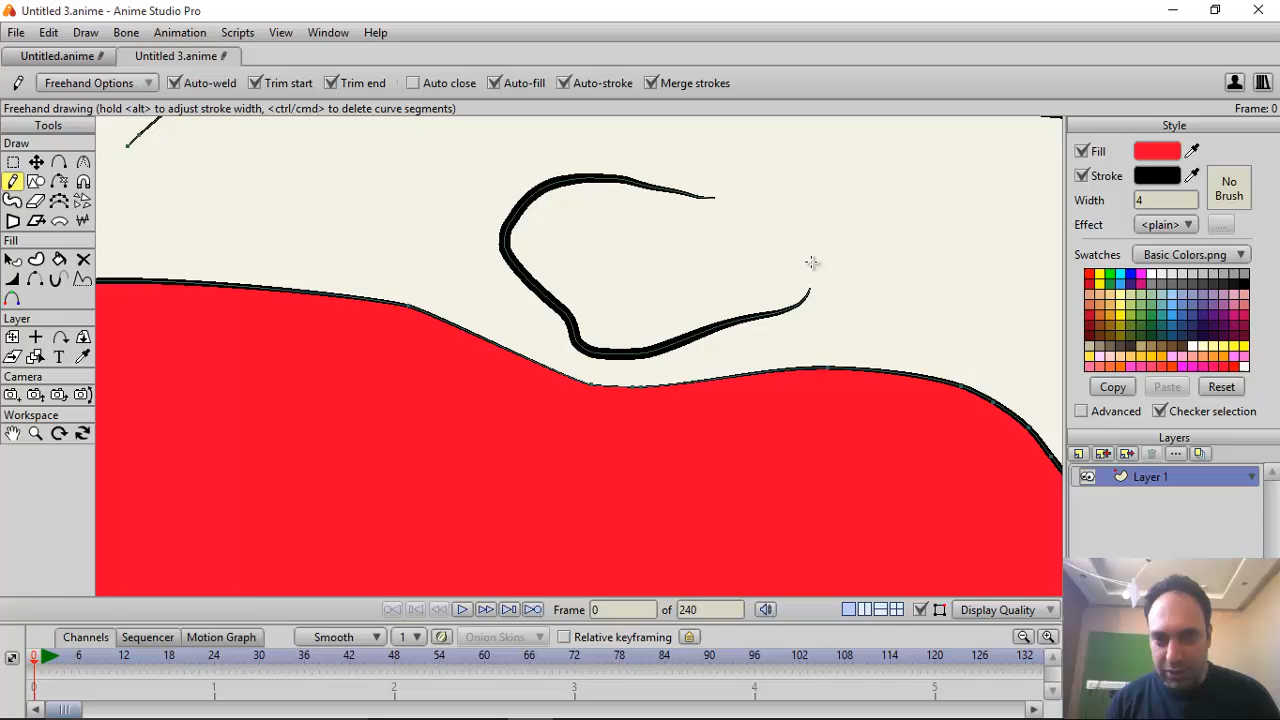 Untitled 3.anime - Anime Studio Pro
File Edit Draw Bone Animation Scripts View Window Help
Untitled.anime Untitled 3.anime
Freehand Options Auto-weld Trim start Trim end Auto close Auto-fill Auto-stroke Merge strokes
Freehand drawing (hold <alt> to adjust stroke width, <ctrl/cmd> to delete curve segments) Frame: 0
Tools Style
Draw
Fill
Stroke
No Brush
Width 4
Effect <plain> ...
Fill
Swatches Basic Colors.png
Layer
Camera
Copy Paste Reset
Advanced Checker selection
Workspace
Layers
Layer 1
Frame 0 of 240 Display Quality
Channels Sequencer Motion Graph Smooth 1 Onion Skins Relative keyframing
0 6 12 18 24 30 36 42 48 54 60 66 72 78 84 90 96 102 108 114 120 126 132
0 1 2 3 4 5